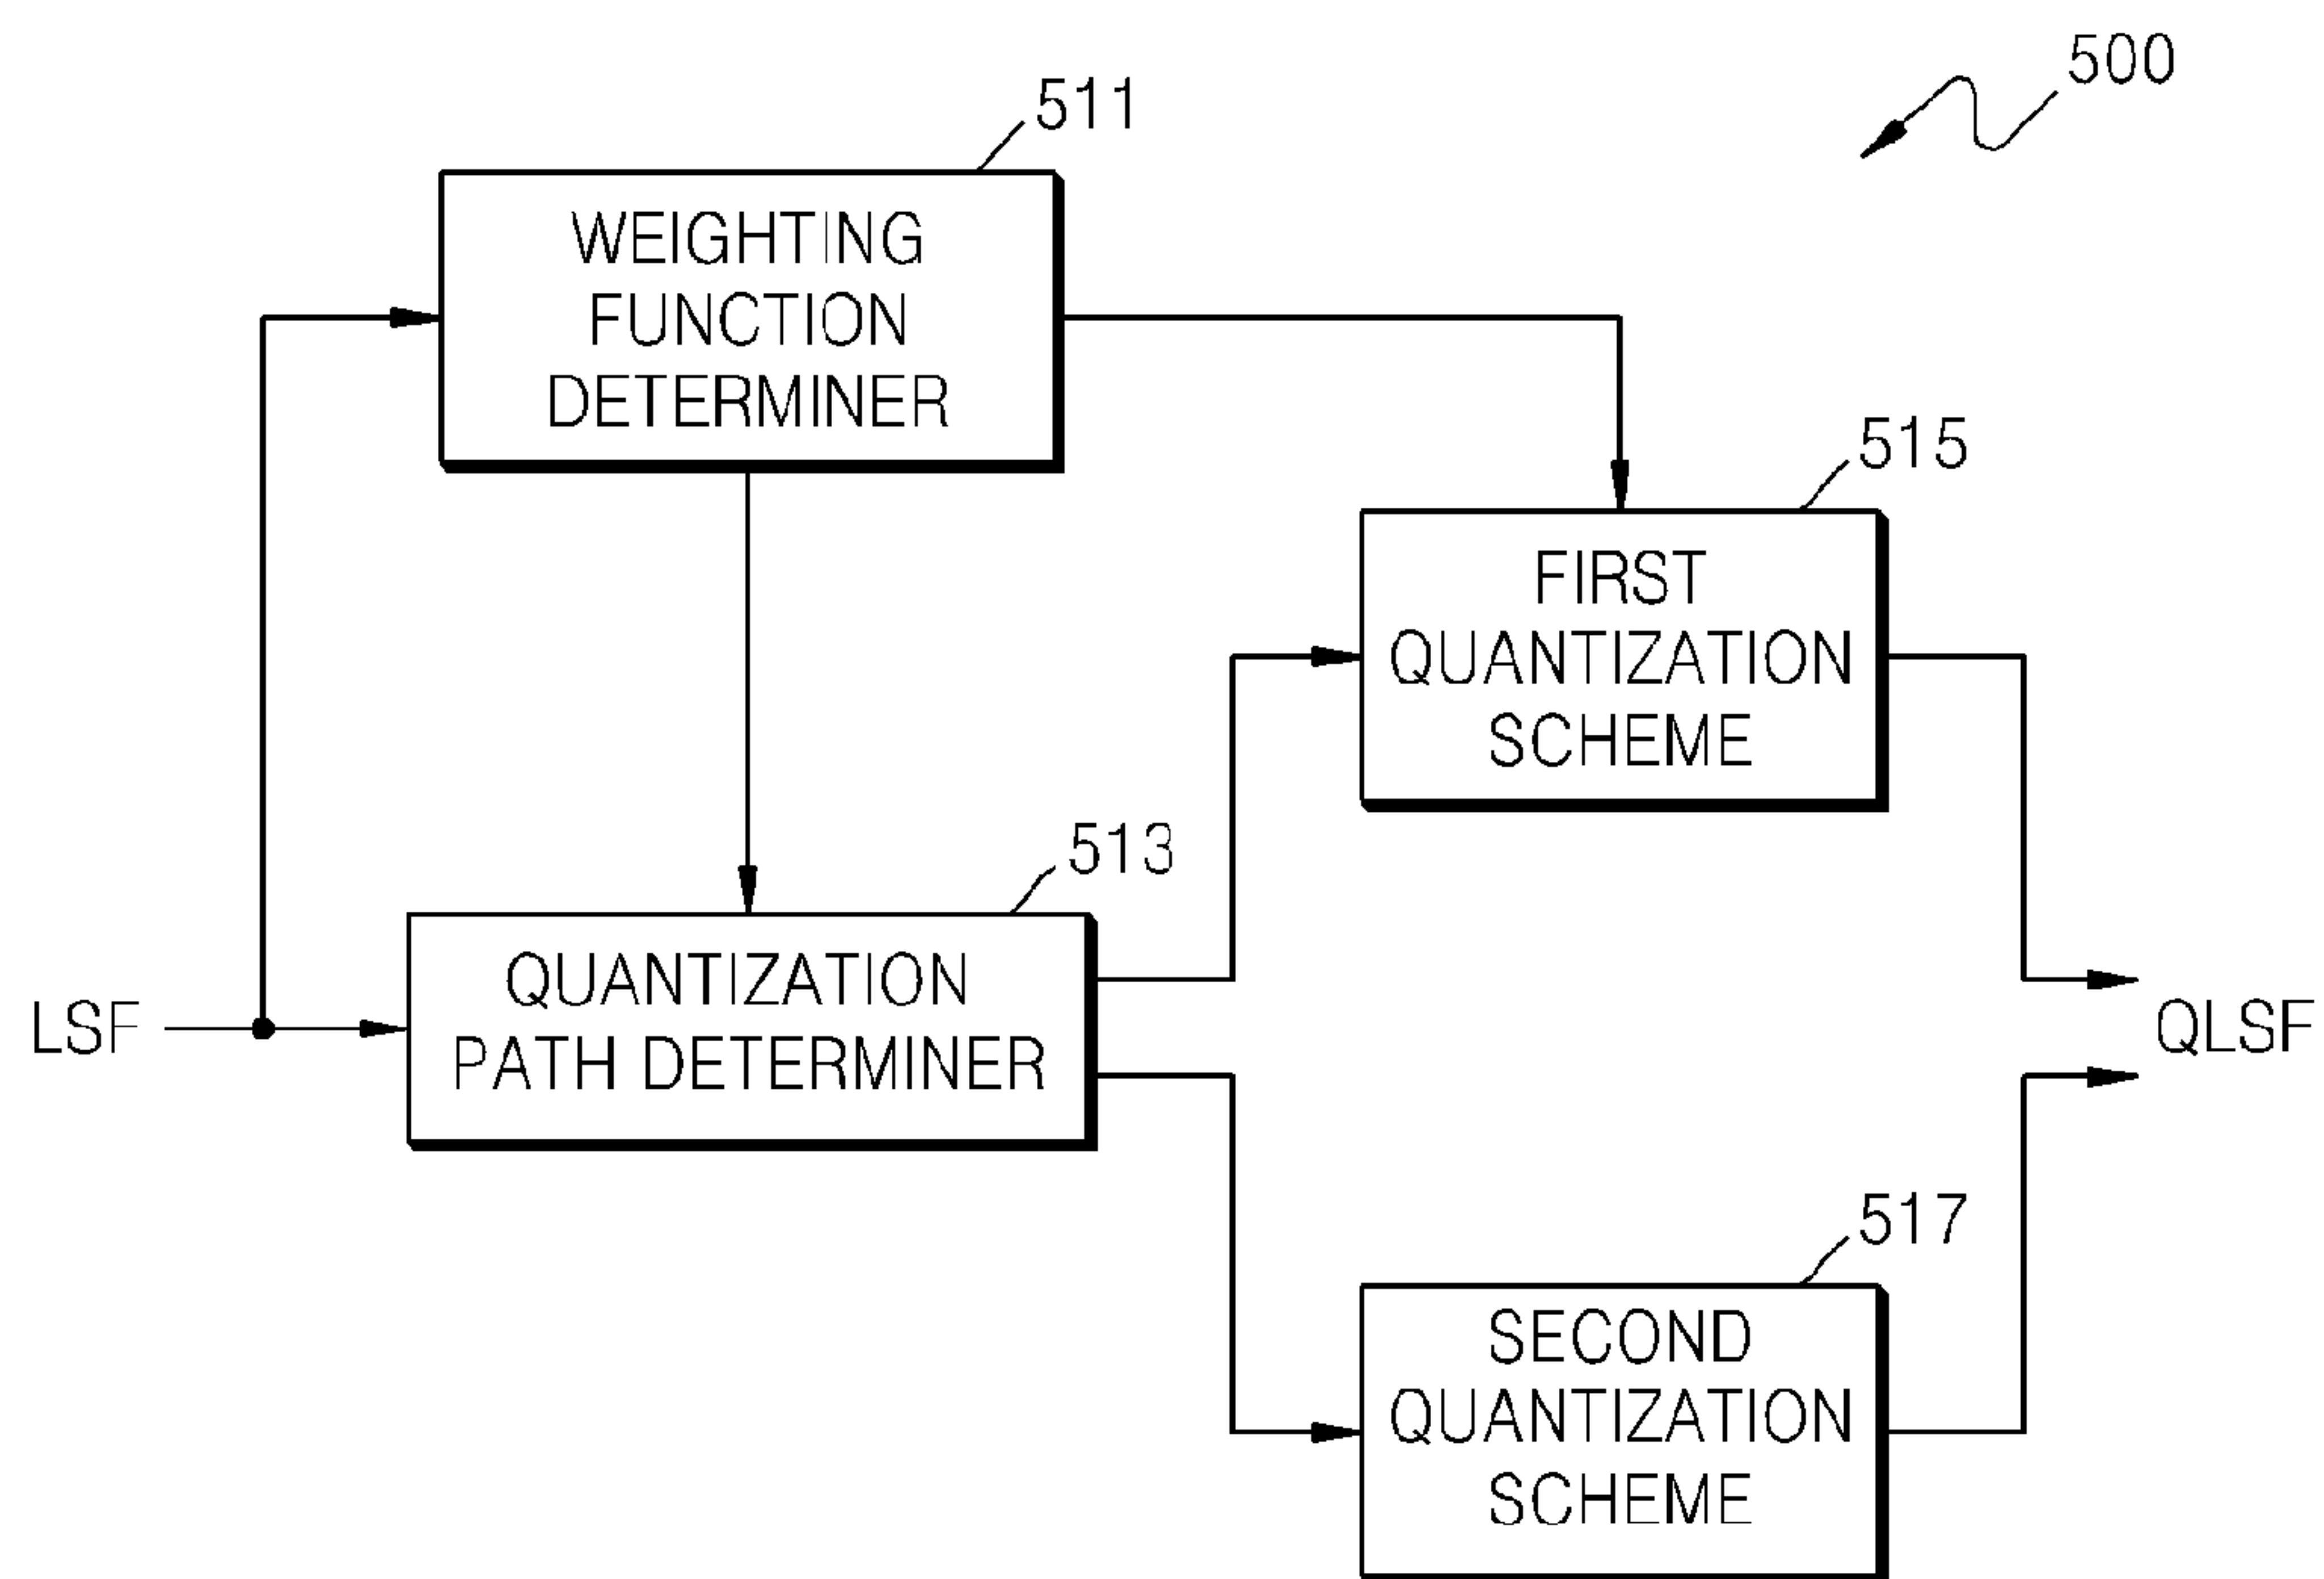 500
511
WEIGHTING
FUNCTION
DETERMINER
515
FIRST
QUANTIZATION
SCHEME
513
QUANTIZATION
PATH DETERMINER
LSF
QLSF
517
SECOND
QUANTIZATION
SCHEME